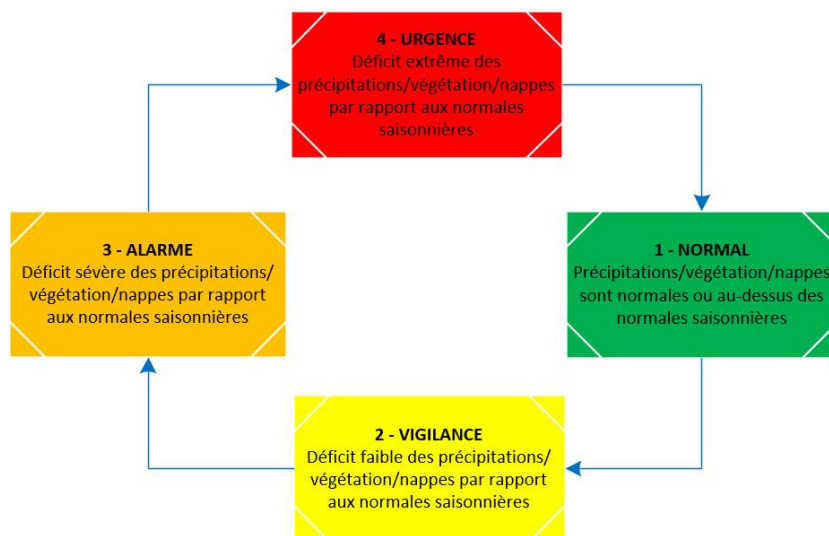 4 - URGENCE
Déficit extrême des
précipitations/végétation/nappes
par rapport aux normales
saisonnières
3 - ALARME
Déficit sévère des précipitations/
végétation/nappes par rapport
aux normales saisonnières
1 - NORMAL
Précipitations/végétation/nappes
sont normales ou au-dessus des
normales saisonnières
2 - VIGILANCE
Déficit faible des précipitations/
végétation/nappes par rapport
aux normales saisonnières